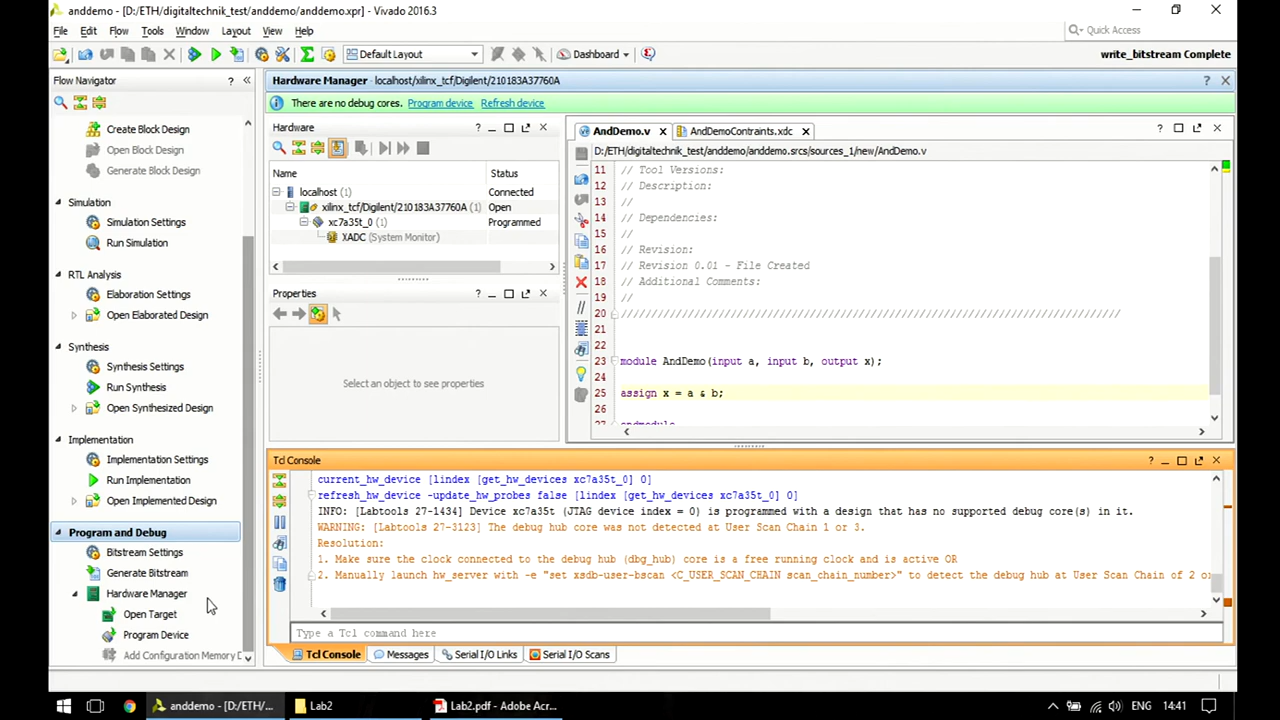 anddemo - [D:/ETH/digitaltechnik_test/anddemo/anddemo.xpr] - Vivado 2016.3
File Edit Flow Tools Window Layout View Help
Quick Access
Default Layout
Dashboard
write_bitstream Complete
Flow Navigator
Create Block Design
Open Block Design
Generate Block Design
Simulation
Simulation Settings
Run Simulation
RTL Analysis
Elaboration Settings
Open Elaborated Design
Synthesis
Synthesis Settings
Run Synthesis
Open Synthesized Design
Implementation
Implementation Settings
Run Implementation
Open Implemented Design
Program and Debug
Bitstream Settings
Generate Bitstream
Hardware Manager
Open Target
Program Device
Add Configuration Memory D
Hardware Manager - localhost/xilinx_tcf/Digilent/210183A37760A
There are no debug cores. Program device Refresh device
Hardware
Name Status
localhost (1) Connected
xilinx_tcf/Digilent/210183A37760A (1) Open
xc7a35t_0 (1) Programmed
XADC (System Monitor)
Properties
Select an object to see properties
AndDemo.v AndDemoContraints.xdc
D:/ETH/digitaltechnik_test/anddemo/anddemo.srcs/sources_1/new/AndDemo.v
11 // Tool Versions:
12 // Description:
13 //
14 // Dependencies:
15 //
16 // Revision:
17 // Revision 0.01 - File Created
18 // Additional Comments:
19 //
20 ////////////////////////////////////////////////////////////////////////////////
21
22
23 module AndDemo(input a, input b, output x);
24
25 assign x = a & b;
26
27 endmodule
Tcl Console
current_hw_device [lindex [get_hw_devices xc7a35t_0] 0]
refresh_hw_device -update_hw_probes false [lindex [get_hw_devices xc7a35t_0] 0]
INFO: [Labtools 27-1434] Device xc7a35t (JTAG device index = 0) is programmed with a design that has no supported debug core(s) in it.
WARNING: [Labtools 27-3123] The debug hub core was not detected at User Scan Chain 1 or 3.
Resolution:
1. Make sure the clock connected to the debug hub (dbg_hub) core is a free running clock and is active OR
2. Manually launch hw_server with -e "set xsdb-user-bscan <C_USER_SCAN_CHAIN scan_chain_number>" to detect the debug hub at User Scan Chain of 2 or
Type a Tcl command here
Tcl Console Messages Serial I/O Links Serial I/O Scans
anddemo - [D:/ETH/... Lab2 Lab2.pdf - Adobe Acr... ENG 14:41